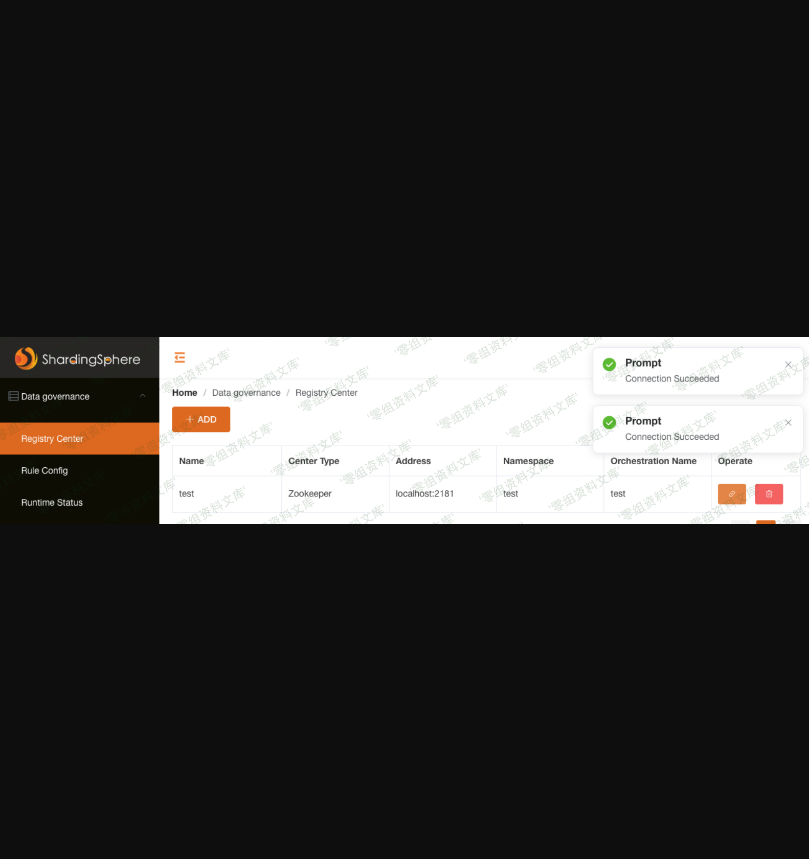 ShardingSphere
Data governance
Registry Center
Rule Config
Runtime Status
Home / Data governance / Registry Center
+ ADD
Prompt
Connection Succeeded
Prompt
Connection Succeeded
Name Center Type Address Namespace Orchestration Name Operate
test Zookeeper localhost:2181 test test
零组资料文库